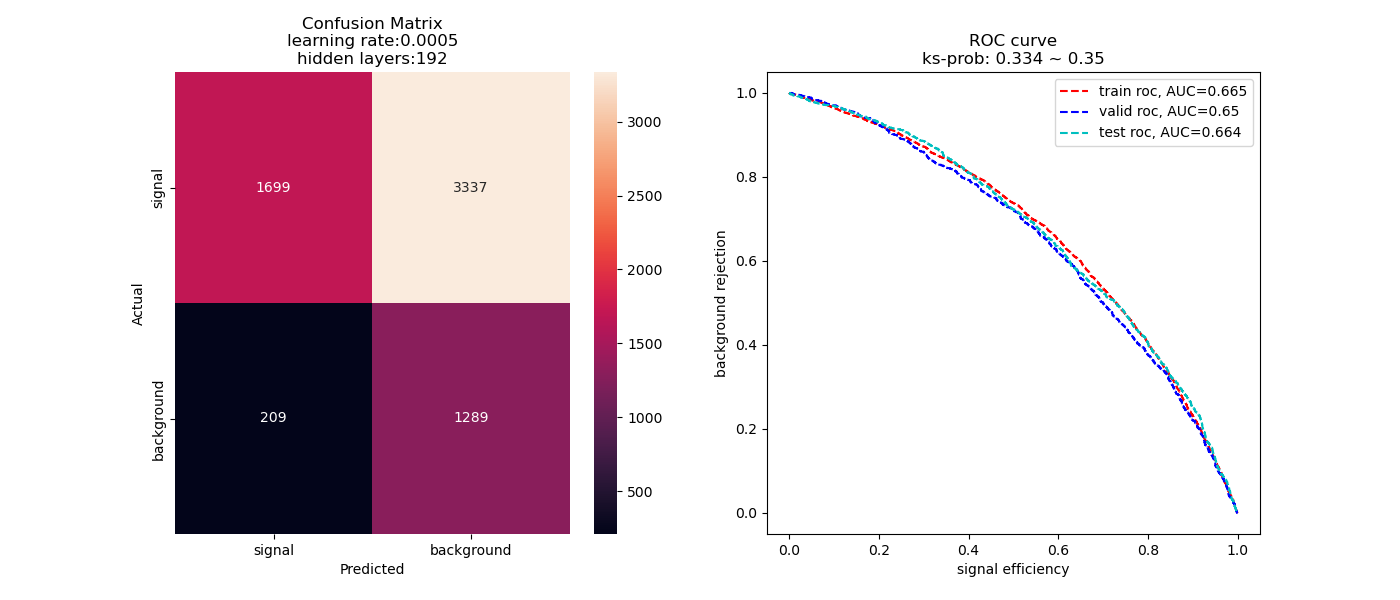 Confusion Matrix
learning rate:0.0005
hidden layers:192
signal
background
Actual
1699
3337
209
1289
signal
background
Predicted
3000
2500
2000
1500
1000
500
ROC curve
ks-prob: 0.334 ~ 0.35
train roc, AUC=0.665
valid roc, AUC=0.65
test roc, AUC=0.664
background rejection
1.0
0.8
0.6
0.4
0.2
0.0
0.0
0.2
0.4
0.6
0.8
1.0
signal efficiency